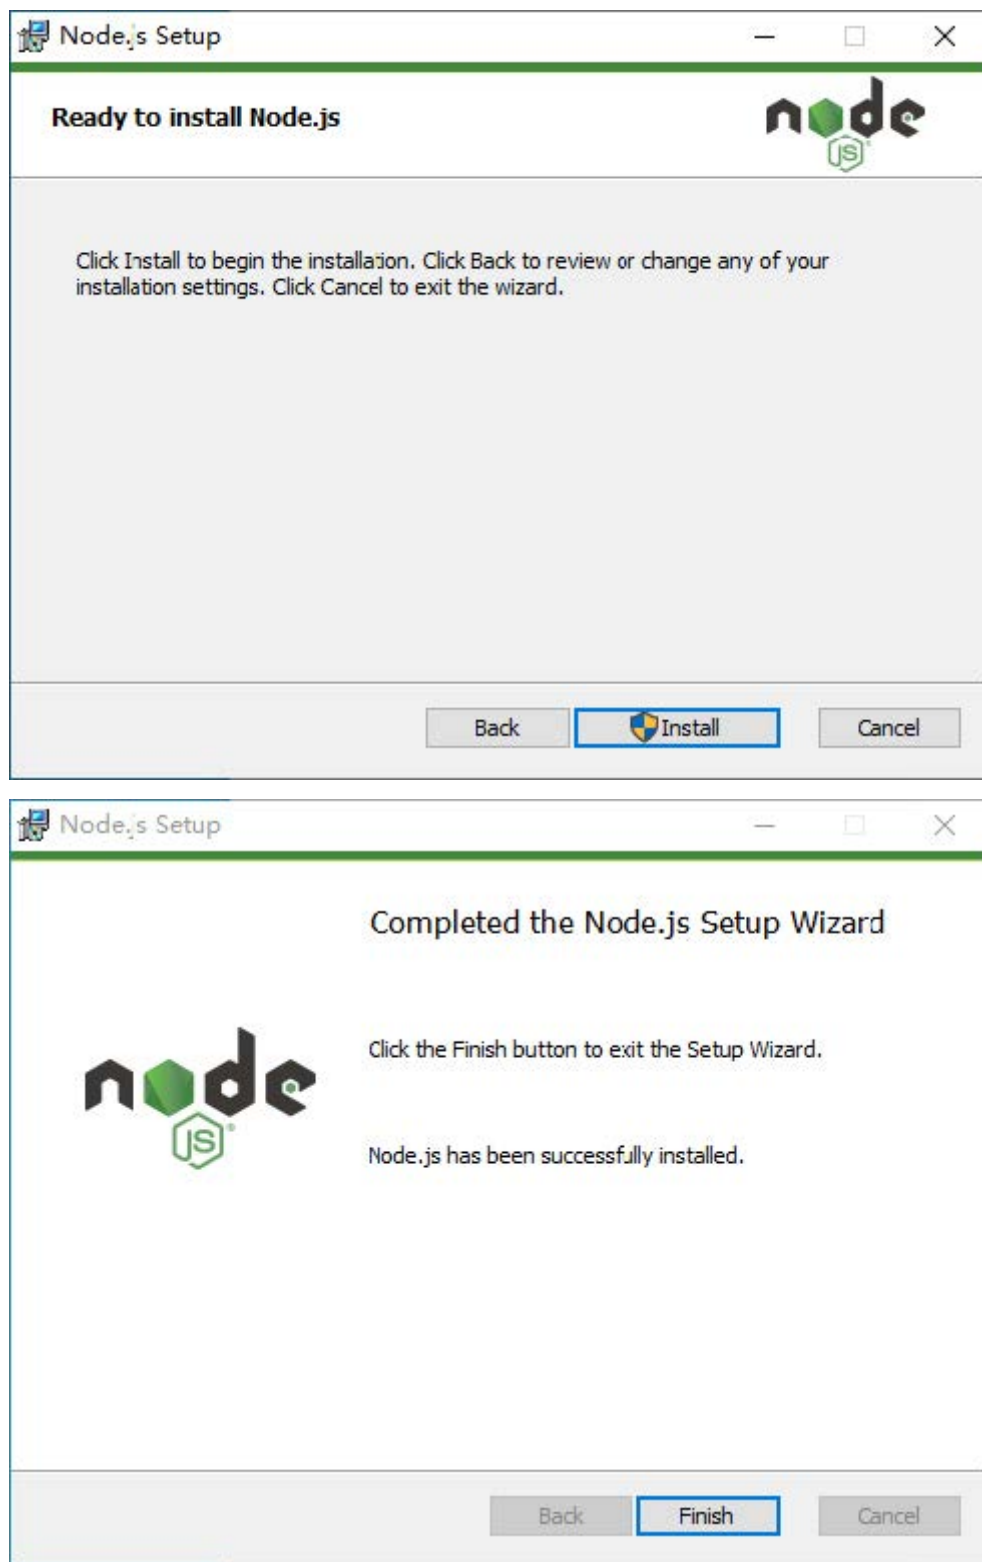 Node.js Setup
Ready to install Node.js
node
JS
Click Install to begin the installation. Click Back to review or change any of your
installation settings. Click Cancel to exit the wizard.
Back Install Cancel
Node.js Setup
Completed the Node.js Setup Wizard
Click the Finish button to exit the Setup Wizard.
node
JS
Node.js has been successfully installed.
Back Finish Cancel